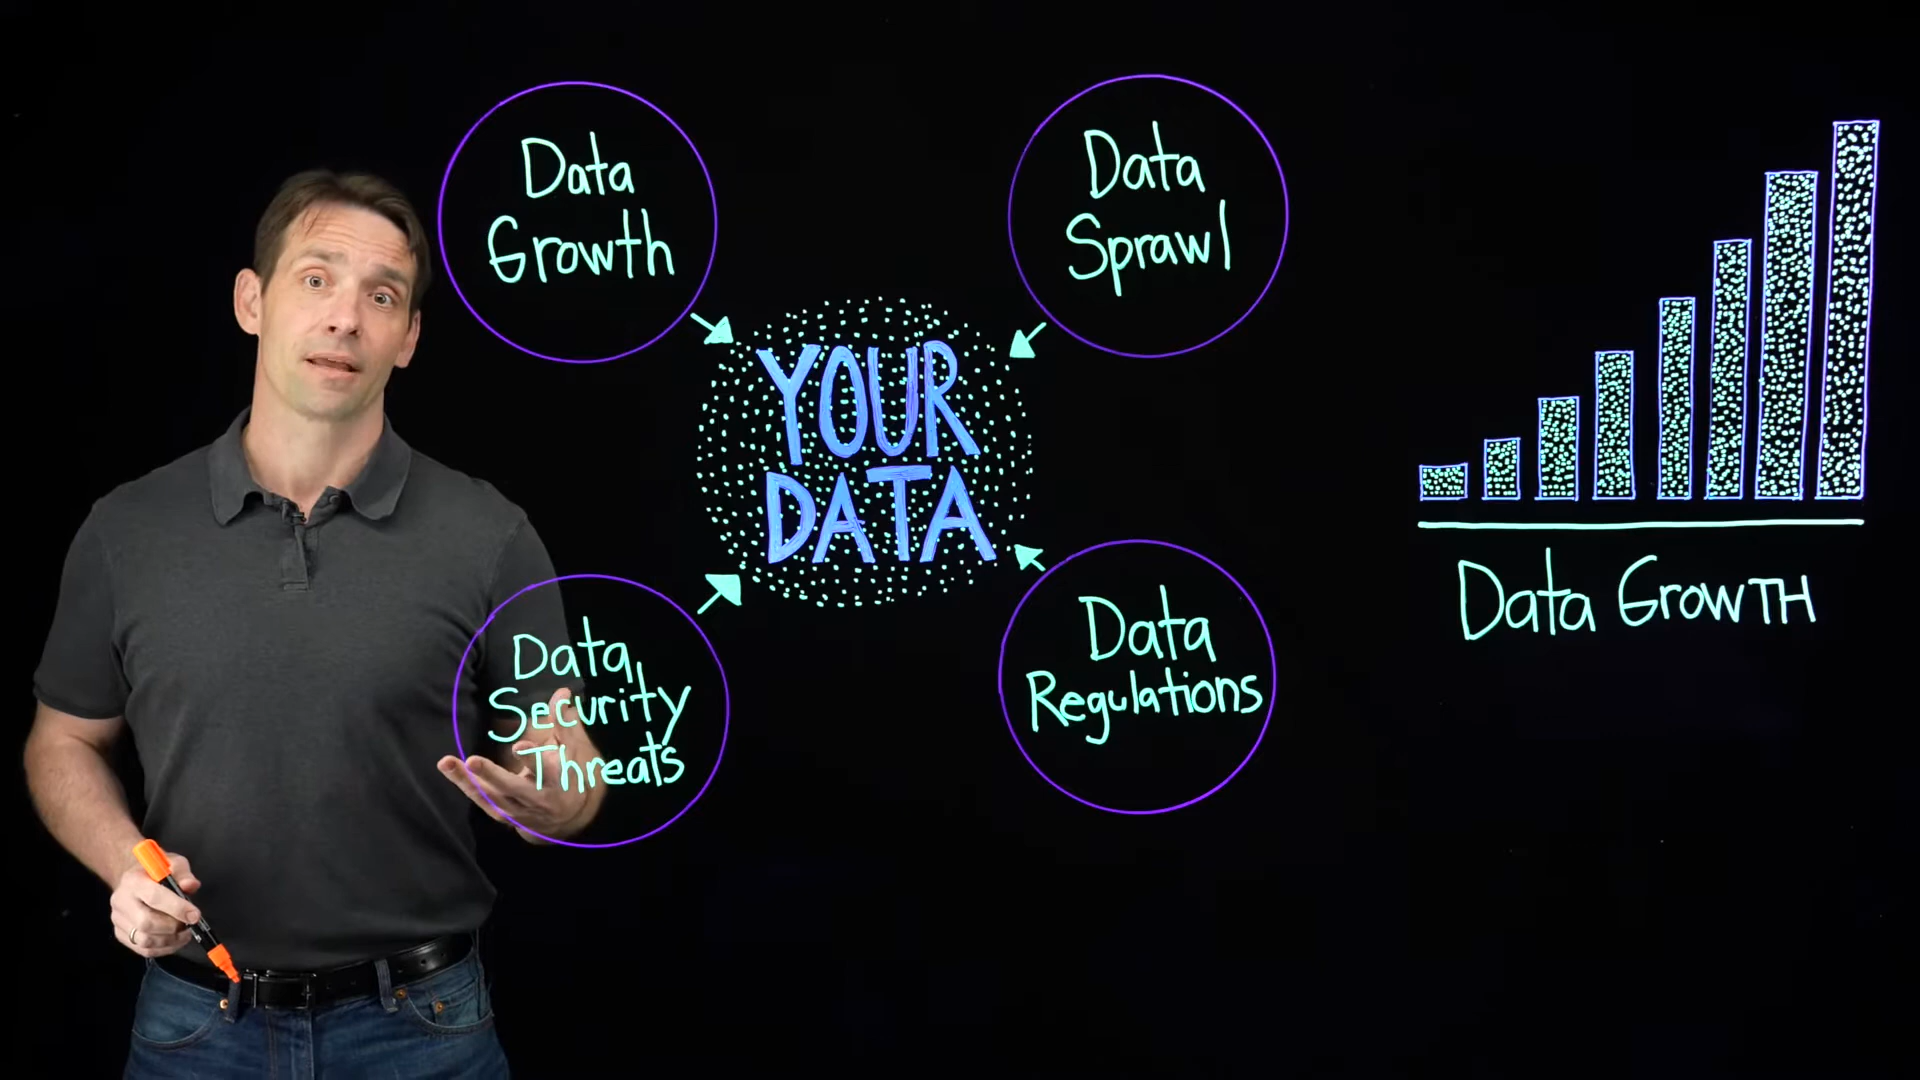 Data
Growth
Data
Sprawl
YOUR
DATA
Data
Security
Threats
Data
Regulations
Data GrowTH